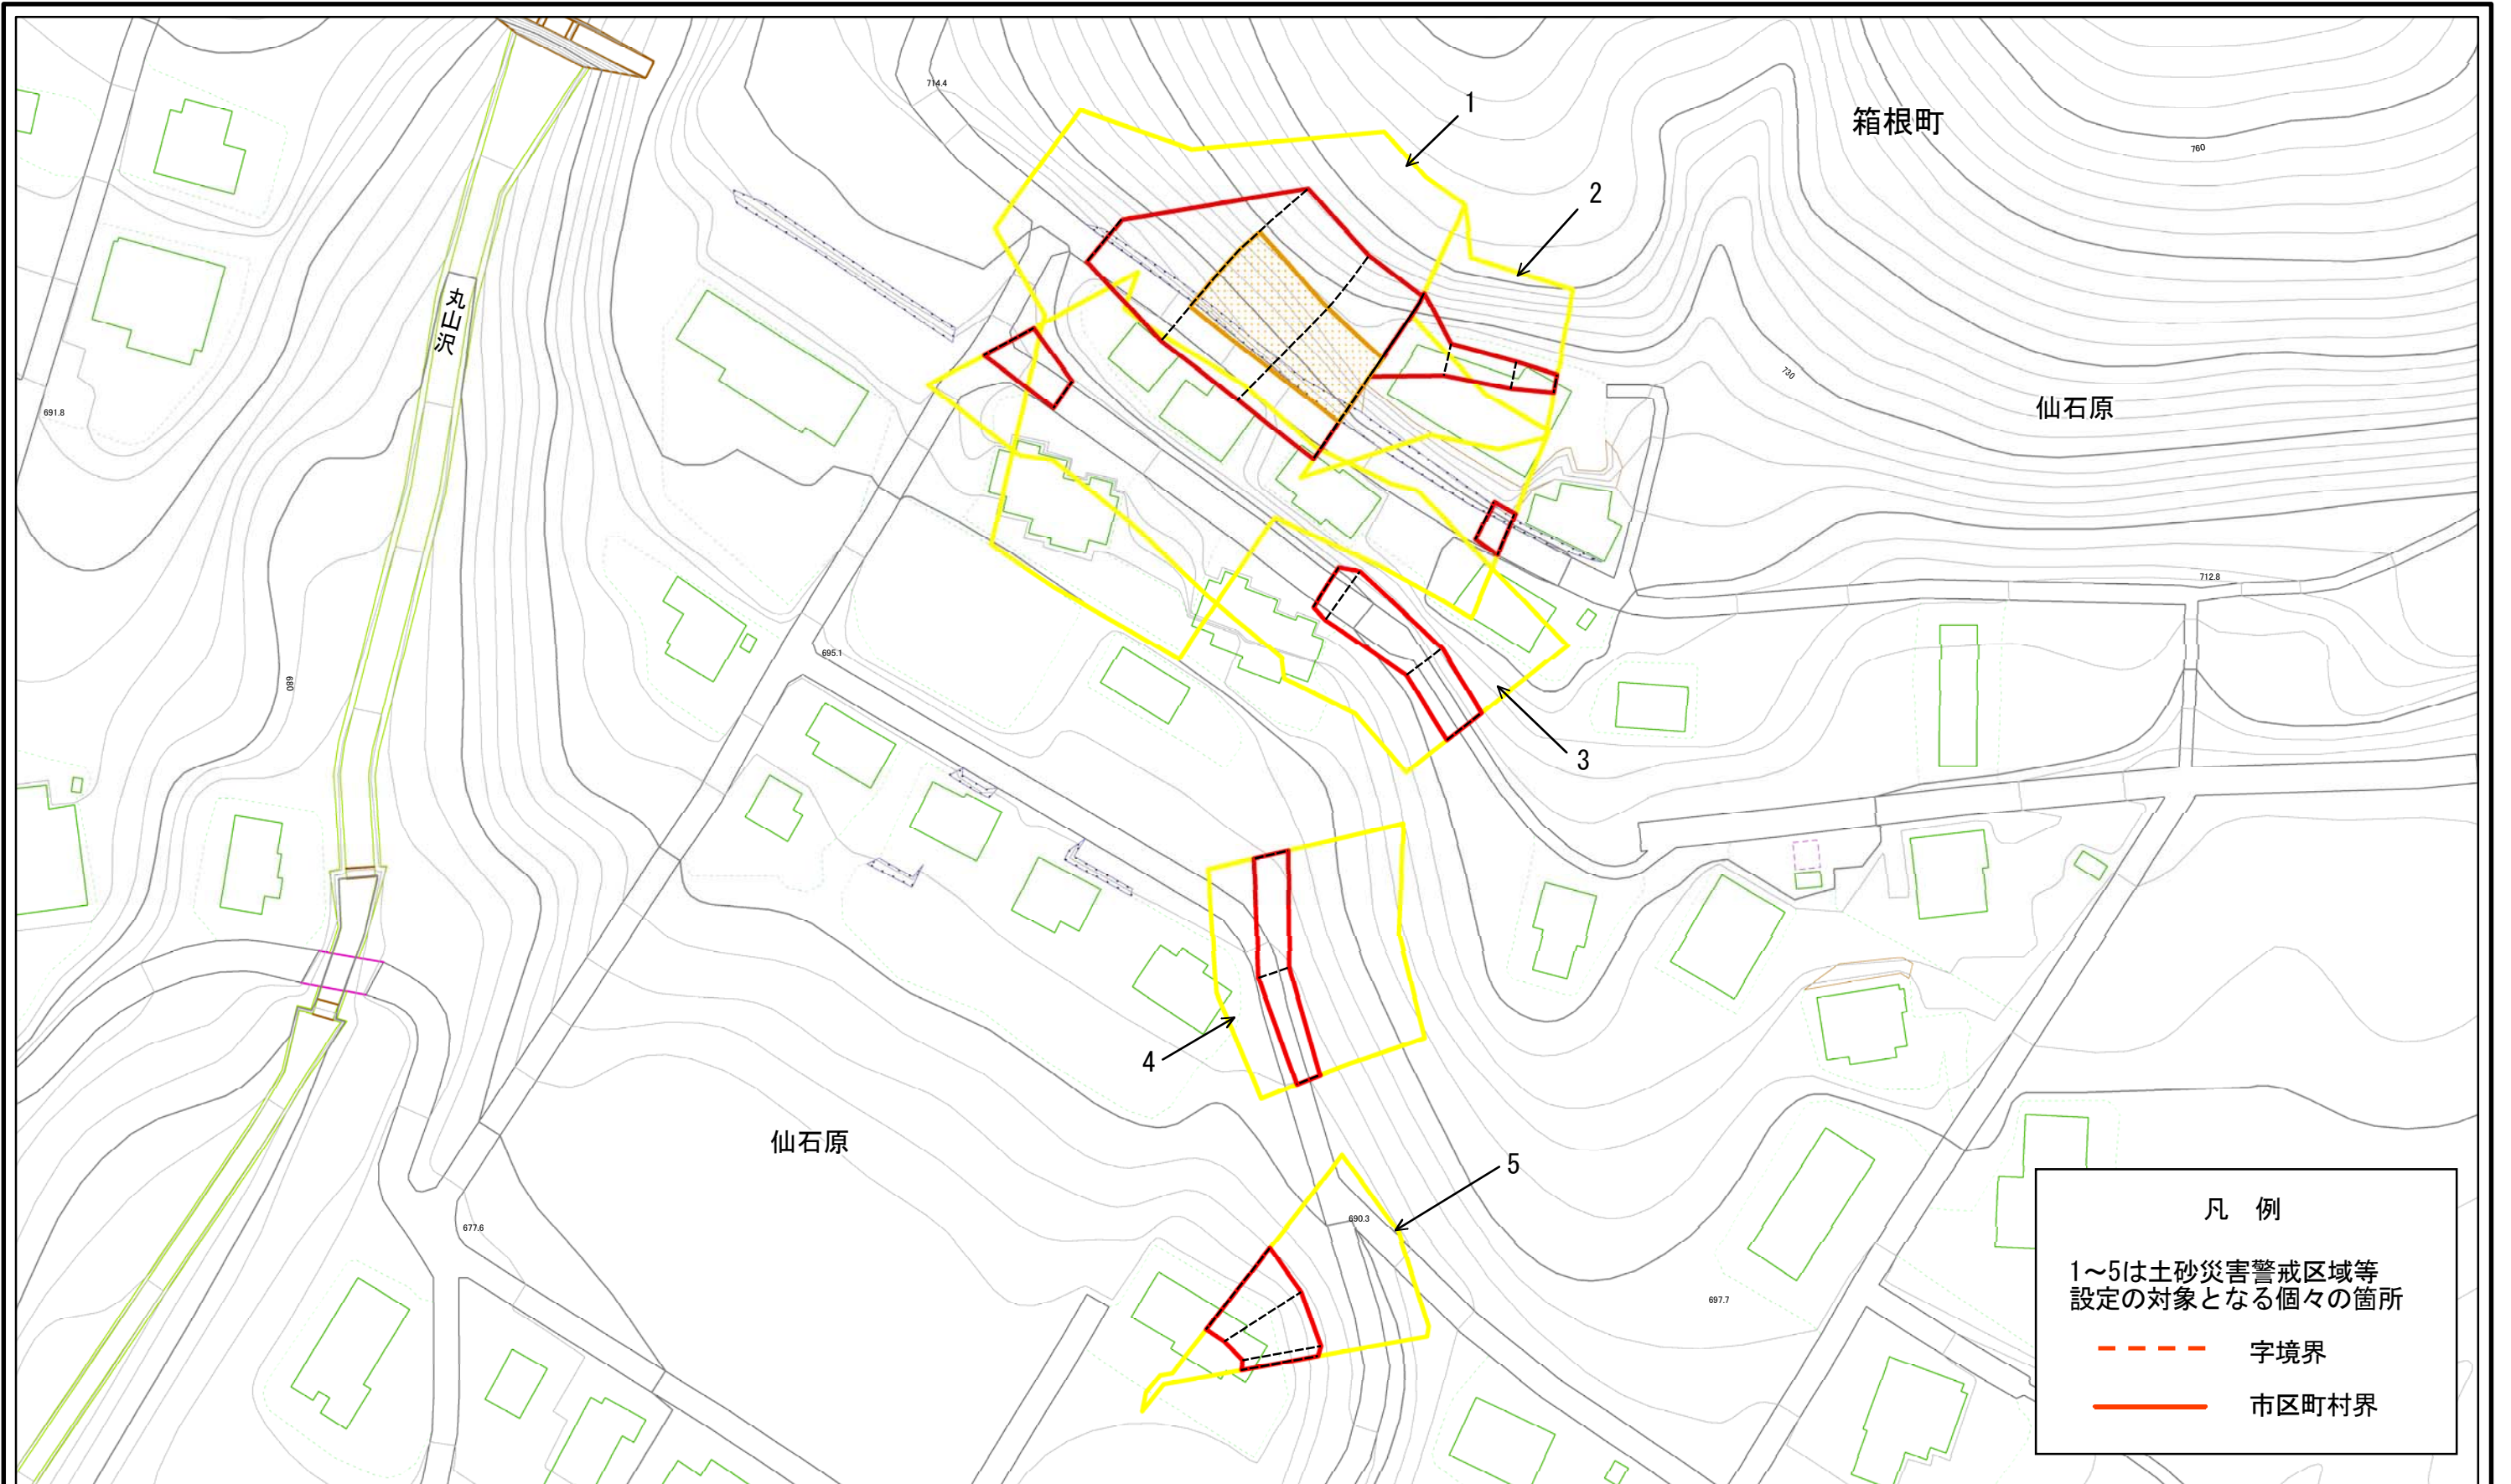 714.4
1
箱根町
760
2
丸山沢
730
仙石原
691.8
712.8
680
695.1
3
4
仙石原
5
677.6
690.3
697.7
凡 例
1~5は土砂災害警戒区域等
設定の対象となる個々の箇所
字境界
市区町村界